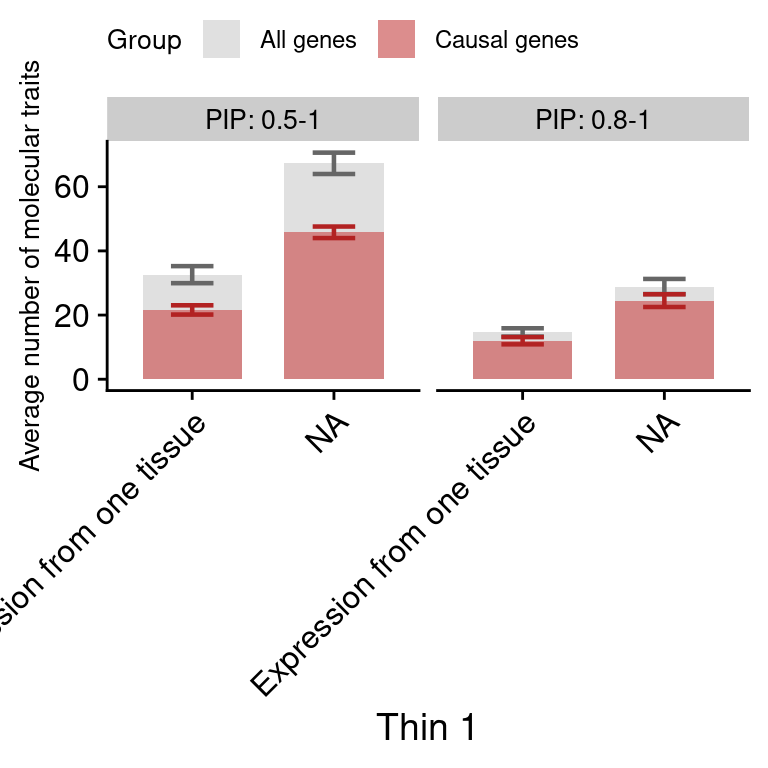 Group All genes Causal genes
Average number of molecular traits
PIP: 0.5-1 PIP: 0.8-1
60
40
20
0
from one tissue
NA
Expression from one tissue
NA
Thin 1